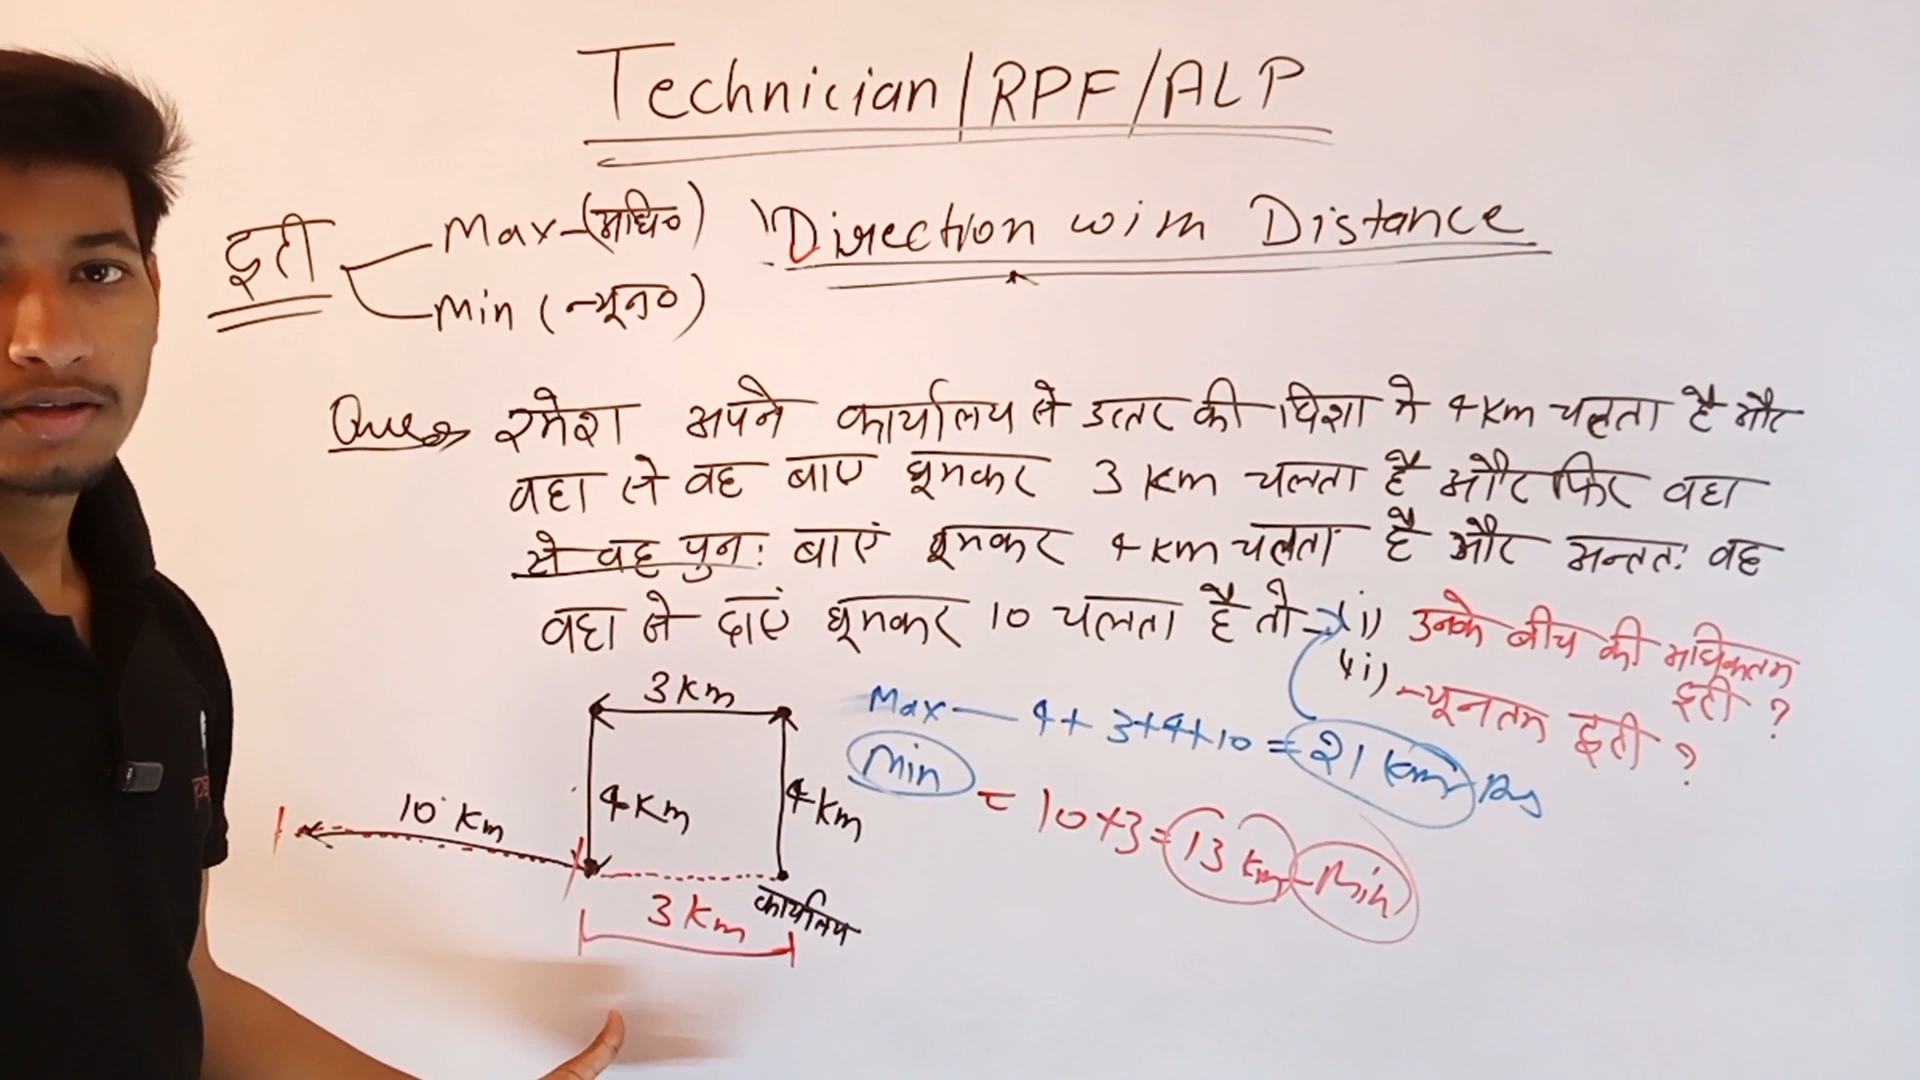 Technician/RPF/ALP
Direction with Distance
दुरी
Max-(अधि०)
Min (न्यून०)
Que रमेश अपने कार्यालय से उत्तर की दिशा मे 4 Km चलता है और
वहा से वह बाए घूमकर 3 Km चलता है और फिर वहा
से वह पुनः बाएं घूमकर 4 Km चलता है और अन्ततः वह
वहा से दाएं घूमकर 10 चलता है तो - i) उनके बीच की अधिकतम
दुरी ?
ii) न्यूनतम दुरी ?
3 Km
4 Km
4 Km
10 Km
3 Km
कार्यालय
Max — 4 + 3+4+10 = 21 Km
Min = 10+3 = 13 Km - Min